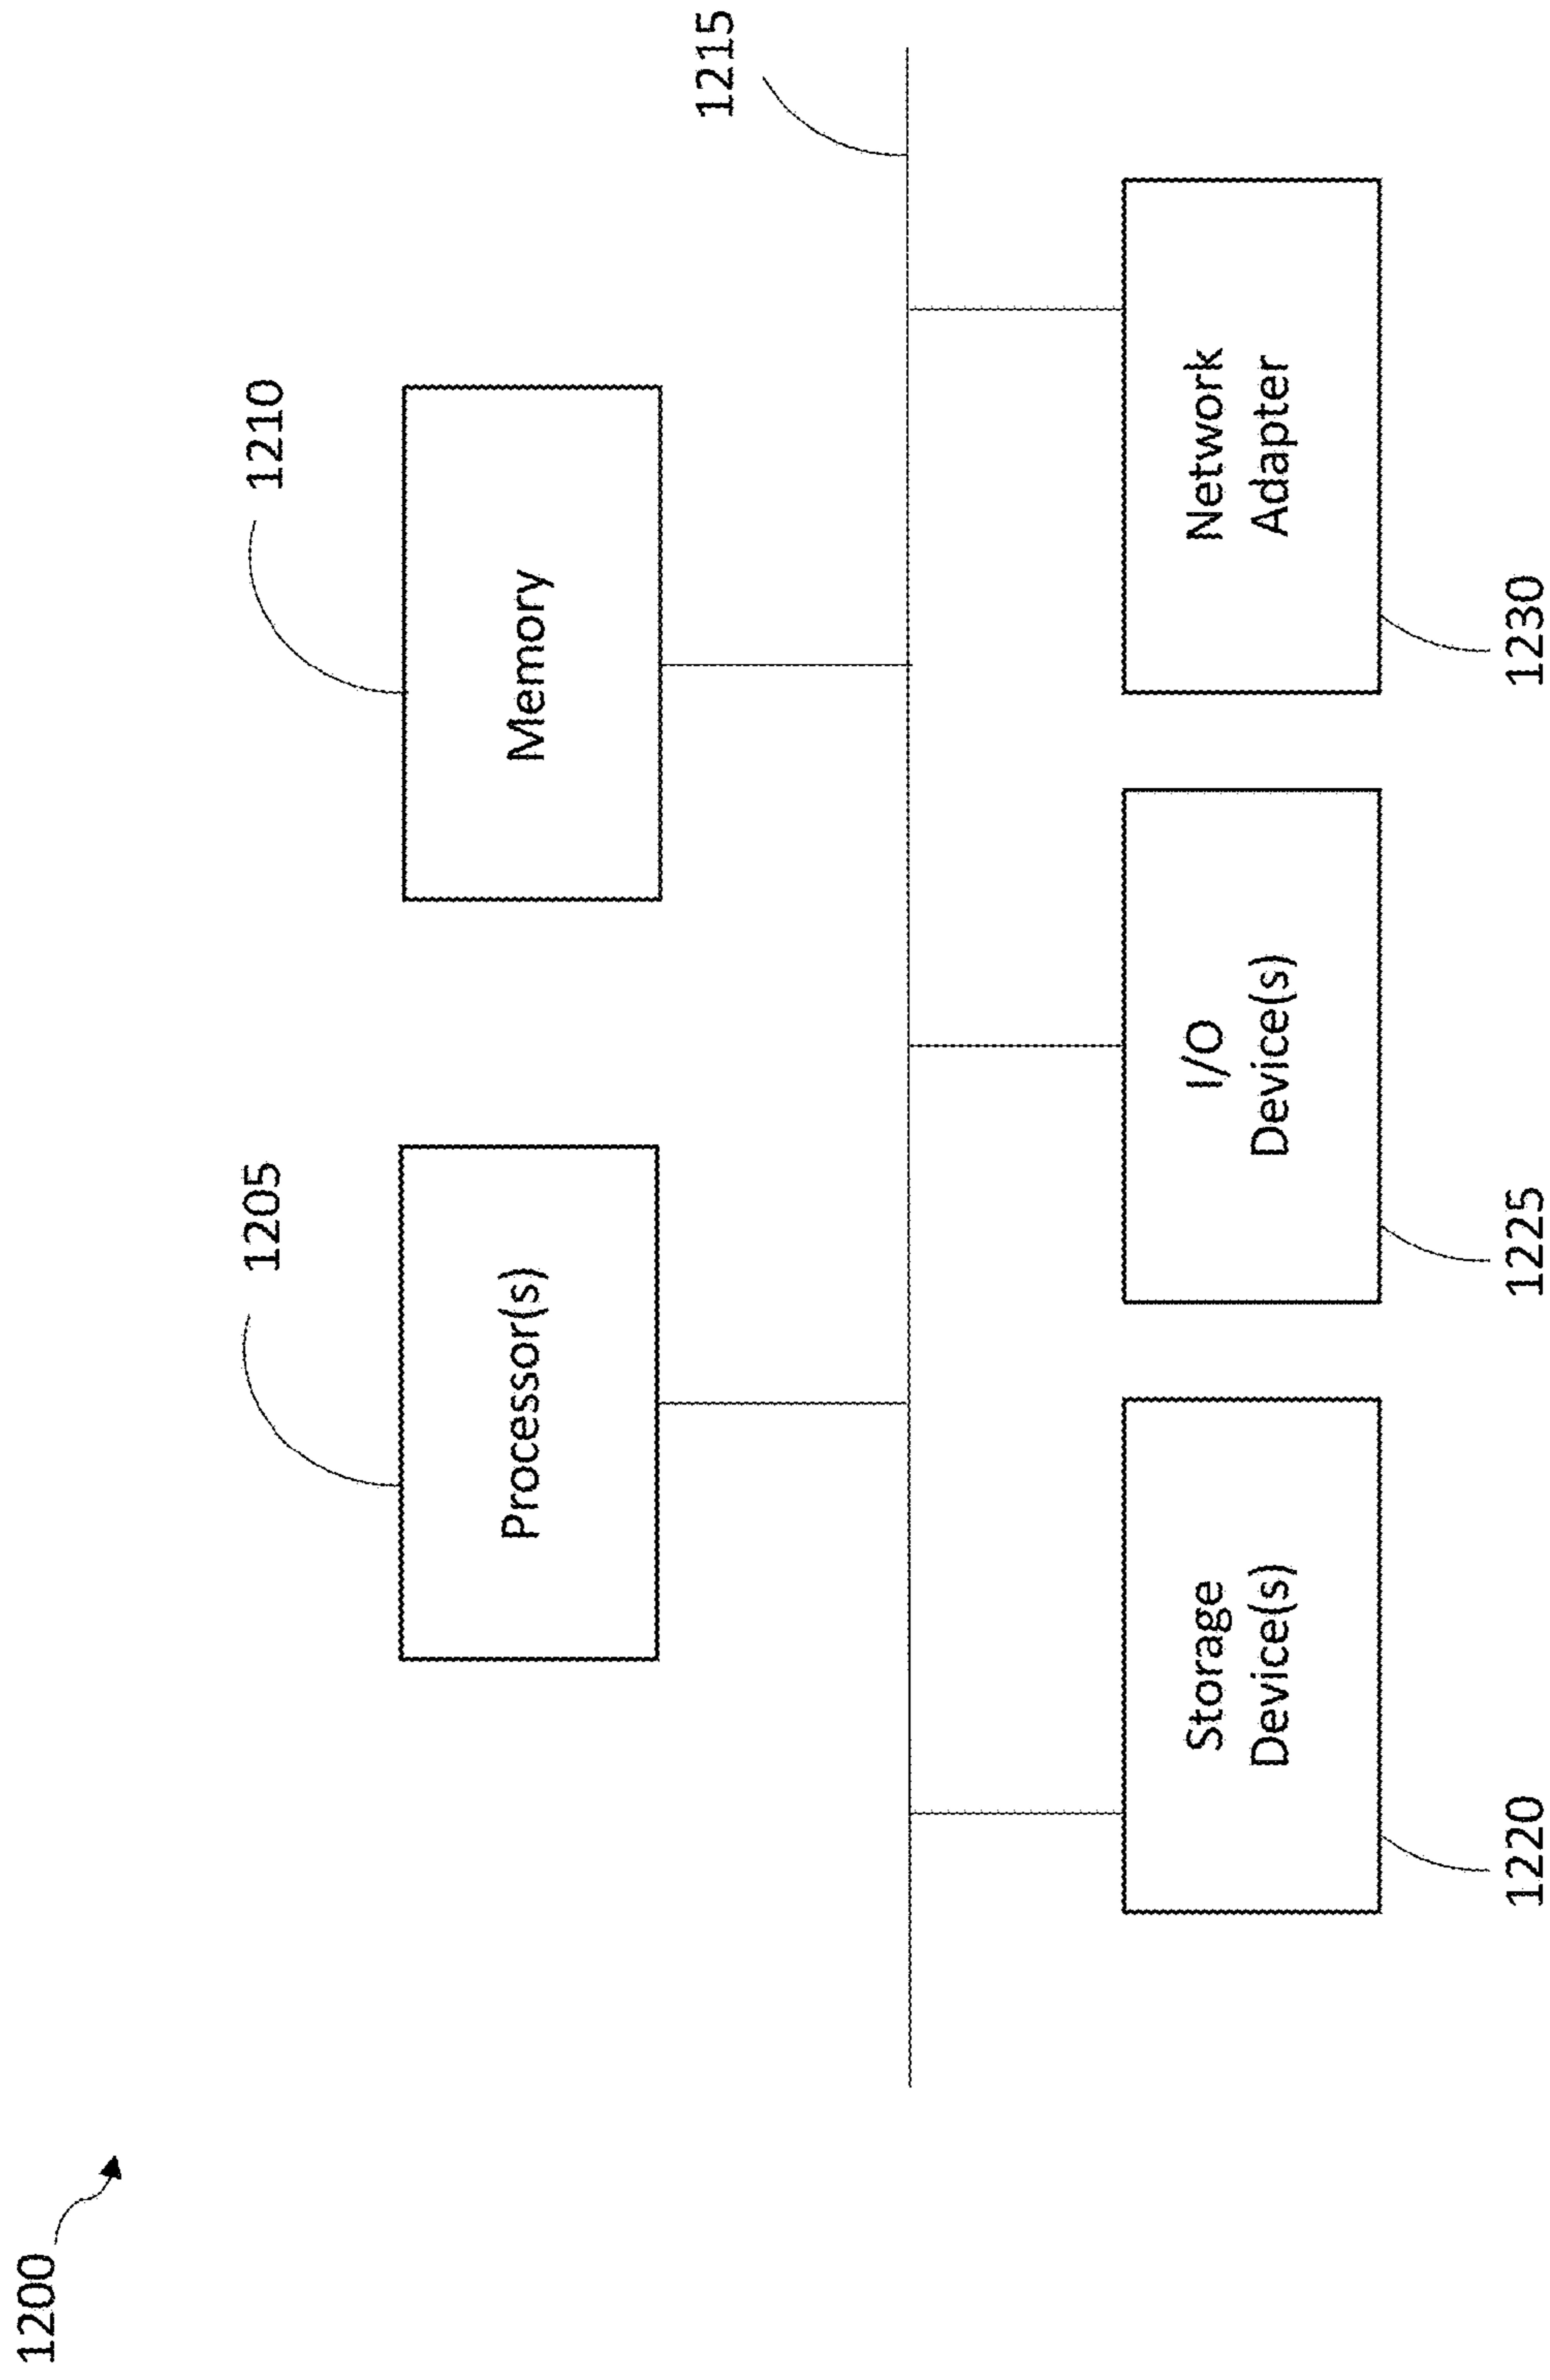 1200
1205
1210
Processor(s)
Memory
1215
Storage
Device(s)
I/O
Device(s)
Network
Adapter
1220
1225
1230